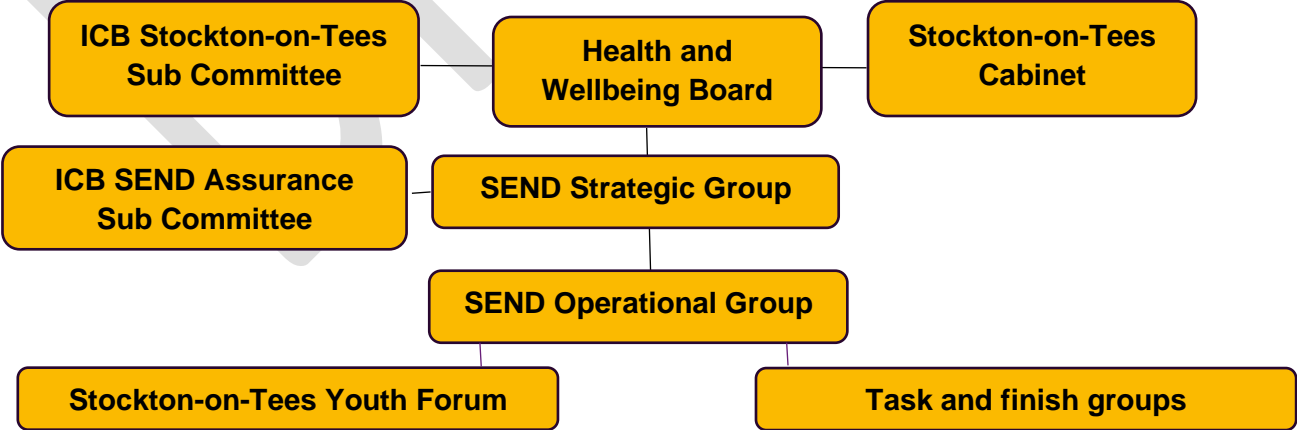 ICB Stockton-on-Tees
Sub Committee
Health and
Wellbeing Board
Stockton-on-Tees
Cabinet
ICB SEND Assurance
Sub Committee
SEND Strategic Group
SEND Operational Group
Stockton-on-Tees Youth Forum
Task and finish groups